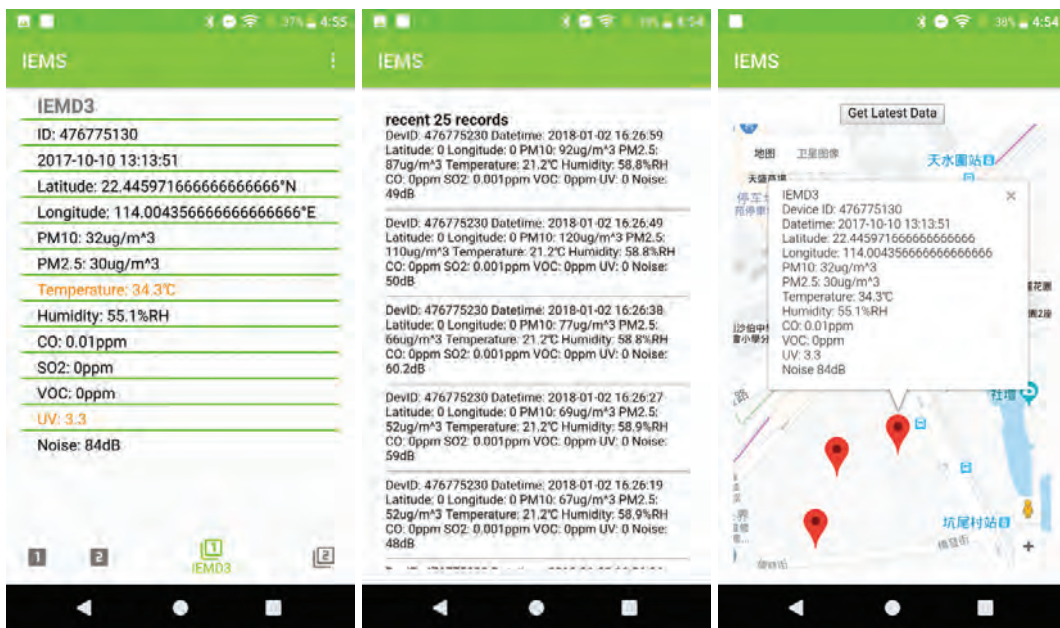 37% 4:55
IEMS
IEMD3
ID: 476775130
2017-10-10 13:13:51
Latitude: 22.445971666666666666°N
Longitude: 114.004356666666666666°E
PM10: 32ug/m^3
PM2.5: 30ug/m^3
Temperature: 34.3℃
Humidity: 55.1%RH
CO: 0.01ppm
SO2: 0ppm
VOC: 0ppm
UV: 3.3
Noise: 84dB
1
2
1
IEMD3
2
4:54
IEMS
recent 25 records
DevID: 476775230 Datetime: 2018-01-02 16:26:59
Latitude: 0 Longitude: 0 PM10: 92ug/m^3 PM2.5:
87ug/m^3 Temperature: 21.2℃ Humidity: 58.8%RH
CO: 0ppm SO2: 0.001ppm VOC: 0ppm UV: 0 Noise:
49dB
DevID: 476775230 Datetime: 2018-01-02 16:26:49
Latitude: 0 Longitude: 0 PM10: 120ug/m^3 PM2.5:
110ug/m^3 Temperature: 21.2℃ Humidity: 58.8%RH
CO: 0ppm SO2: 0.001ppm VOC: 0ppm UV: 0 Noise:
50dB
DevID: 476775230 Datetime: 2018-01-02 16:26:38
Latitude: 0 Longitude: 0 PM10: 77ug/m^3 PM2.5:
66ug/m^3 Temperature: 21.2℃ Humidity: 58.8%RH
CO: 0ppm SO2: 0.001ppm VOC: 0ppm UV: 0 Noise:
60.2dB
DevID: 476775230 Datetime: 2018-01-02 16:26:27
Latitude: 0 Longitude: 0 PM10: 69ug/m^3 PM2.5:
52ug/m^3 Temperature: 21.2℃ Humidity: 58.9%RH
CO: 0ppm SO2: 0.001ppm VOC: 0ppm UV: 0 Noise:
59dB
DevID: 476775230 Datetime: 2018-01-02 16:26:19
Latitude: 0 Longitude: 0 PM10: 67ug/m^3 PM2.5:
52ug/m^3 Temperature: 21.2℃ Humidity: 58.9%RH
CO: 0ppm SO2: 0.001ppm VOC: 0ppm UV: 0 Noise:
48dB
38% 4:54
IEMS
Get Latest Data
地图 卫星图像
天水圍站
IEMD3
Device ID: 476775130
Datetime: 2017-10-10 13:13:51
Latitude: 22.445971666666666666
Longitude: 114.004356666666666666
PM10: 32ug/m^3
PM2.5: 30ug/m^3
Temperature: 34.3℃
Humidity: 55.1%RH
CO: 0.01ppm
VOC: 0ppm
UV: 3.3
Noise 84dB
社壇
路
坑尾村站
+